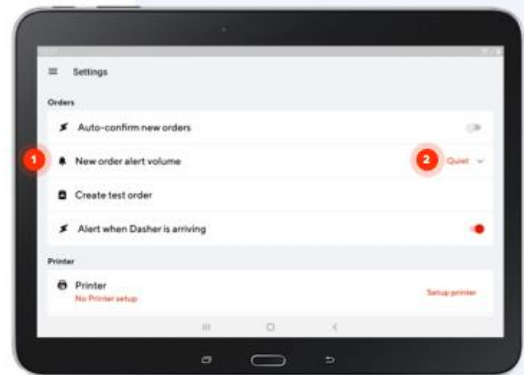 Settings
Orders
Auto-confirm new orders
1
New order alert volume
2
Quiet
Create test order
Alert when Dasher is arriving
Printer
Printer
No Printer setup
Setup printer